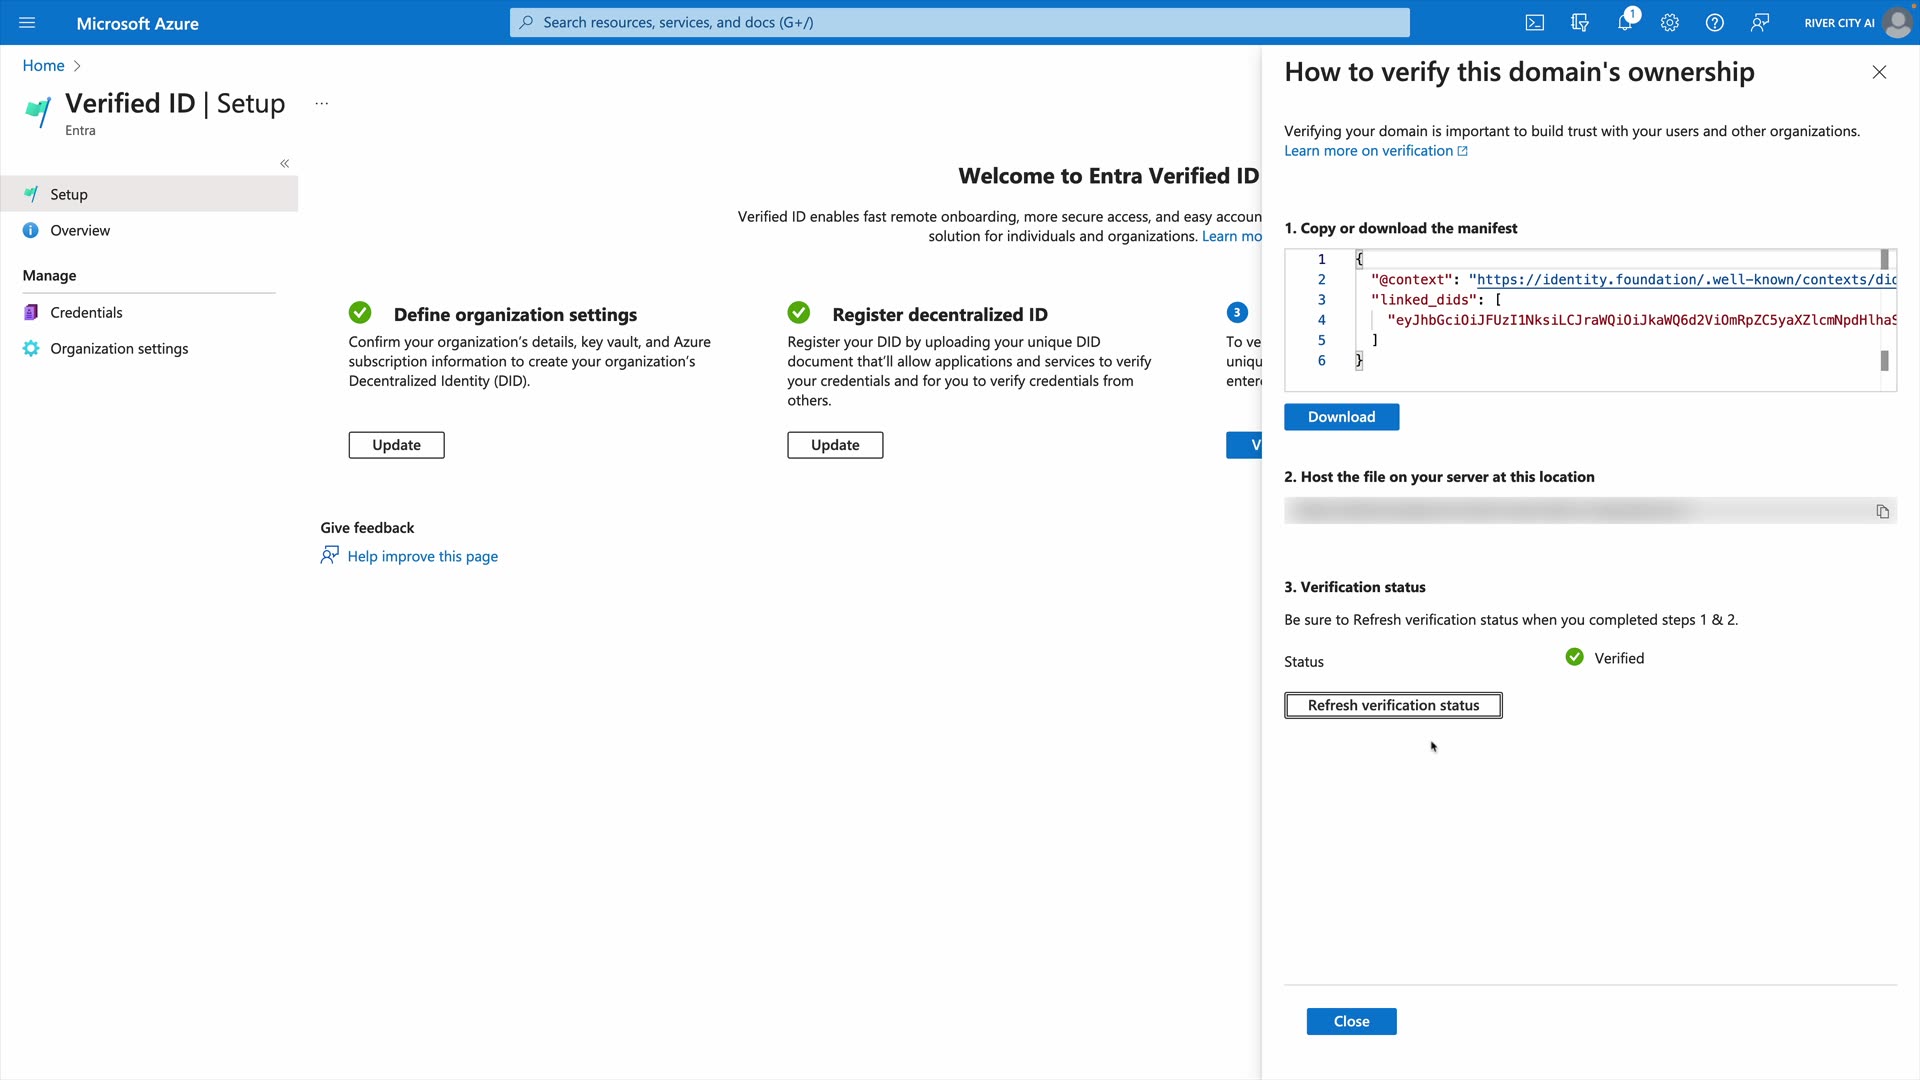 Microsoft Azure
Search resources, services, and docs (G+/)
1
RIVER CITY AI
Home
Verified ID | Setup
...
Entra
Setup
Overview
Manage
Credentials
Organization settings
Welcome to Entra Verified ID
Verified ID enables fast remote onboarding, more secure access, and easy accoun
solution for individuals and organizations. Learn mo
Define organization settings
Confirm your organization's details, key vault, and Azure
subscription information to create your organization's
Decentralized Identity (DID).
Update
Register decentralized ID
Register your DID by uploading your unique DID
document that'll allow applications and services to verify
your credentials and for you to verify credentials from
others.
Update
3
To ve
uniqu
entere
V
Give feedback
Help improve this page
How to verify this domain's ownership
Verifying your domain is important to build trust with your users and other organizations.
Learn more on verification
1. Copy or download the manifest
1 {
2 "@context": "https://identity.foundation/.well-known/contexts/did
3 "linked_dids": [
4 "eyJhbGciOiJFUzI1NksiLCJraWQiOiJkaWQ6d2ViOmRpZC5yaXZlcmNpdHlhaS
5 ]
6 }
Download
2. Host the file on your server at this location
3. Verification status
Be sure to Refresh verification status when you completed steps 1 & 2.
Status
Verified
Refresh verification status
Close